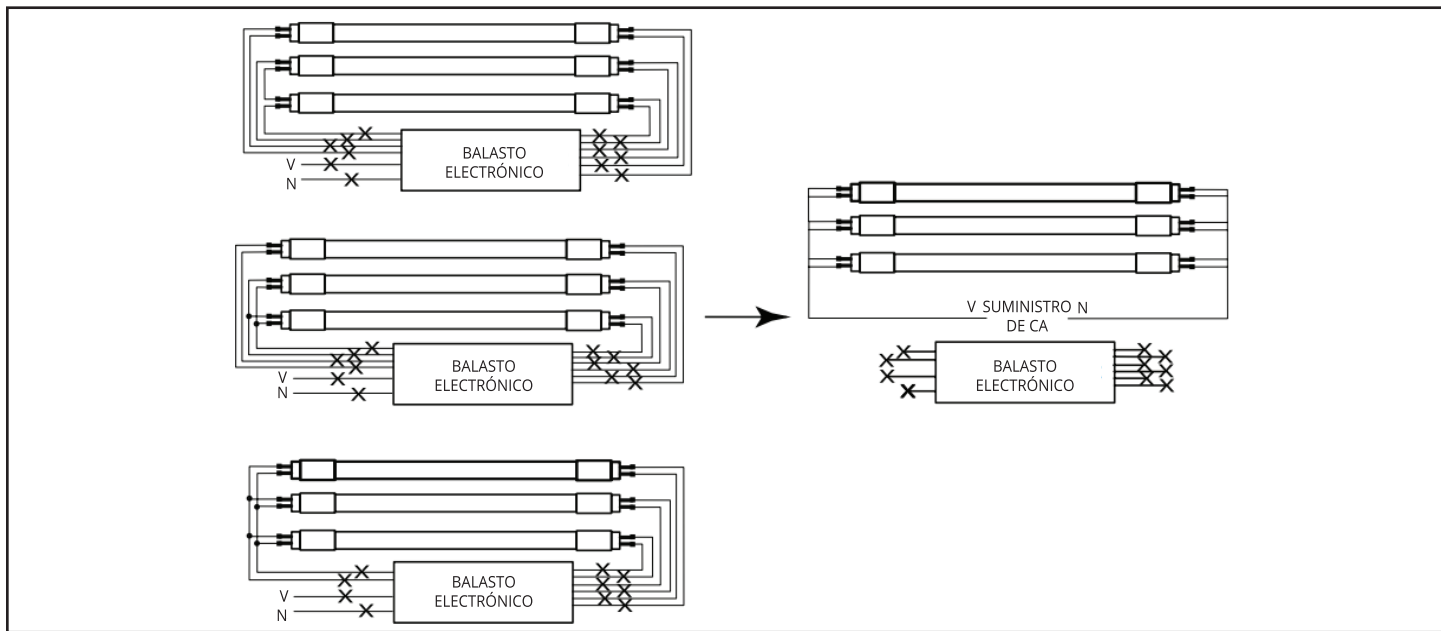 BALASTO
ELECTRÓNICO
V
N
BALASTO
ELECTRÓNICO
V
N
BALASTO
ELECTRÓNICO
V
N
V SUMINISTRO N
DE CA
BALASTO
ELECTRÓNICO